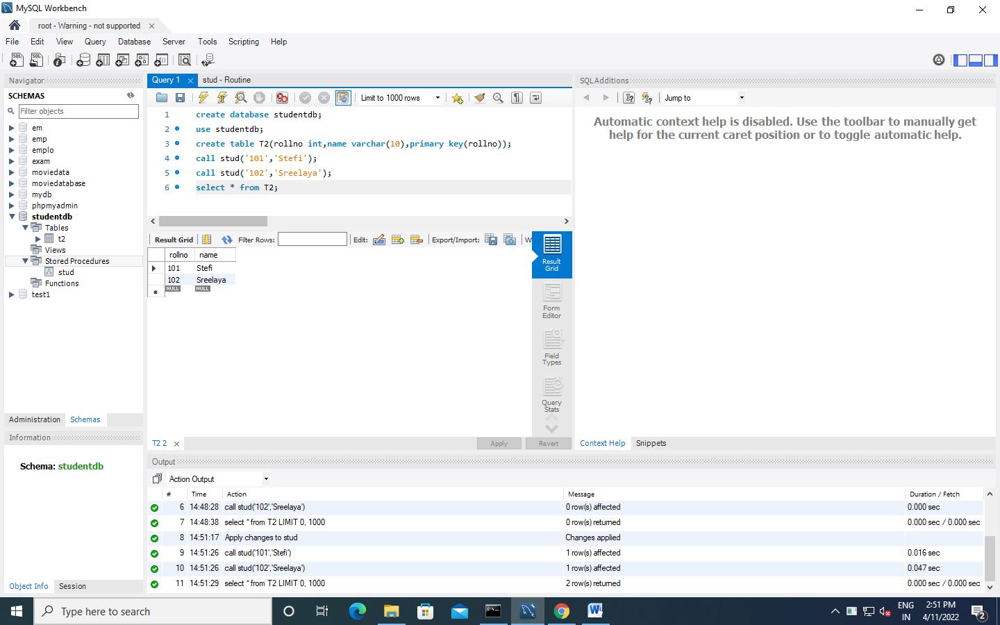 MySQL Workbench
root - Warning - not supported
File Edit View Query Database Server Tools Scripting Help
Navigator
SCHEMAS
Filter objects
em
emp
emplo
exam
moviedata
moviedatabase
mydb
phpmyadmin
studentdb
Tables
t2
Views
Stored Procedures
stud
Functions
test1
Administration Schemas
Information
Schema: studentdb
Object Info Session
Query 1 stud - Routine
Limit to 1000 rows
1 create database studentdb;
2 use studentdb;
3 create table T2(rollno int,name varchar(10),primary key(rollno));
4 call stud('101','Stefi');
5 call stud('102','Sreelaya');
6 select * from T2;
Result Grid Filter Rows: Edit: Export/Import: W
rollno name
101 Stefi
102 Sreelaya
NULL NULL
Result Grid
Form Editor
Field Types
Query Stats
T2 2 Apply Revert
SQLAdditions
Jump to
Automatic context help is disabled. Use the toolbar to manually get
help for the current caret position or to toggle automatic help.
Context Help Snippets
Output
Action Output
# Time Action Message Duration / Fetch
6 14:48:28 call stud('102','Sreelaya') 0 row(s) affected 0.000 sec
7 14:48:38 select * from T2 LIMIT 0, 1000 0 row(s) returned 0.000 sec / 0.000 sec
8 14:51:17 Apply changes to stud Changes applied
9 14:51:26 call stud('101','Stefi') 1 row(s) affected 0.016 sec
10 14:51:26 call stud('102','Sreelaya') 1 row(s) affected 0.047 sec
11 14:51:29 select * from T2 LIMIT 0, 1000 2 row(s) returned 0.000 sec / 0.000 sec
Type here to search
ENG
IN
2:51 PM
4/11/2022
2